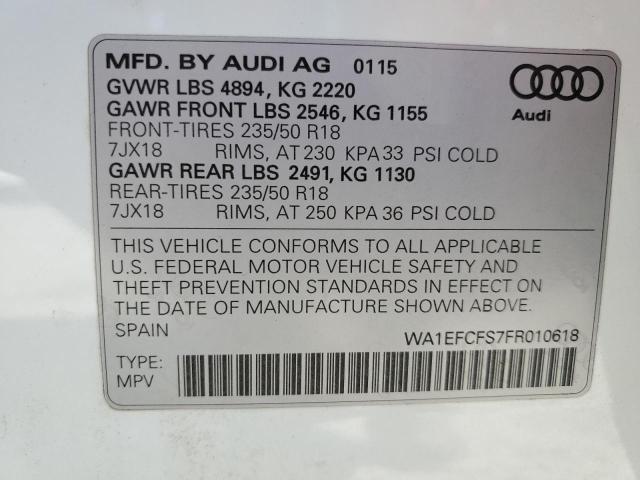 MFD. BY AUDI AG 0115
GVWR LBS 4894, KG 2220
GAWR FRONT LBS 2546, KG 1155
FRONT-TIRES 235/50 R18
7JX18 RIMS, AT 230 KPA 33 PSI COLD
GAWR REAR LBS 2491, KG 1130
REAR-TIRES 235/50 R18
7JX18 RIMS, AT 250 KPA 36 PSI COLD
Audi
THIS VEHICLE CONFORMS TO ALL APPLICABLE
U.S. FEDERAL MOTOR VEHICLE SAFETY AND
THEFT PREVENTION STANDARDS IN EFFECT ON
THE DATE OF MANUFACTURE SHOWN ABOVE.
SPAIN WA1EFCFS7FR010618
TYPE:
MPV